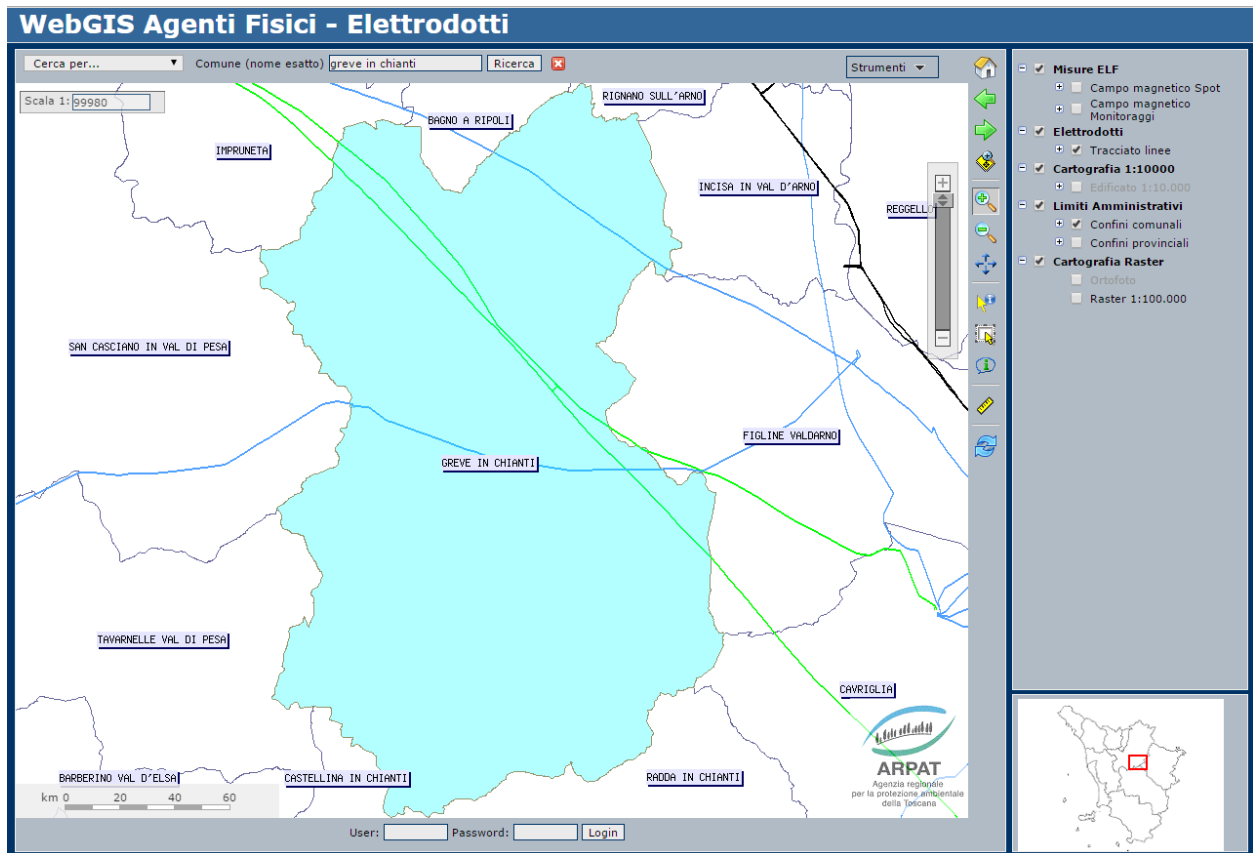 WebGIS Agenti Fisici - Elettrodotti
Cerca per...
Comune (nome esatto)
greve in chianti
Ricerca
Strumenti
Scala 1:
99980
RIGNANO SULL'ARNO
BAGNO A RIPOLI
IMPRUNETA
INCISA IN VAL D'ARNO
REGGELLO
SAN CASCIANO IN VAL DI PESA
FIGLINE VALDARNO
GREVE IN CHIANTI
TAVARNELLE VAL DI PESA
CAVRIGLIA
BARBERINO VAL D'ELSA
CASTELLINA IN CHIANTI
RADDA IN CHIANTI
km 0 20 40 60
ARPAT
Agenzia regionale
per la protezione ambientale
della Toscana
User:
Password:
Login
Misure ELF
Campo magnetico Spot
Campo magnetico
Monitoraggi
Elettrodotti
Tracciato linee
Cartografia 1:10000
Edificato 1:10.000
Limiti Amministrativi
Confini comunali
Confini provinciali
Cartografia Raster
Ortofoto
Raster 1:100.000